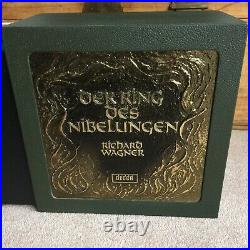 DER RING
DES
NIBELUNGEN
RICHARD
WAGNER
DECCA